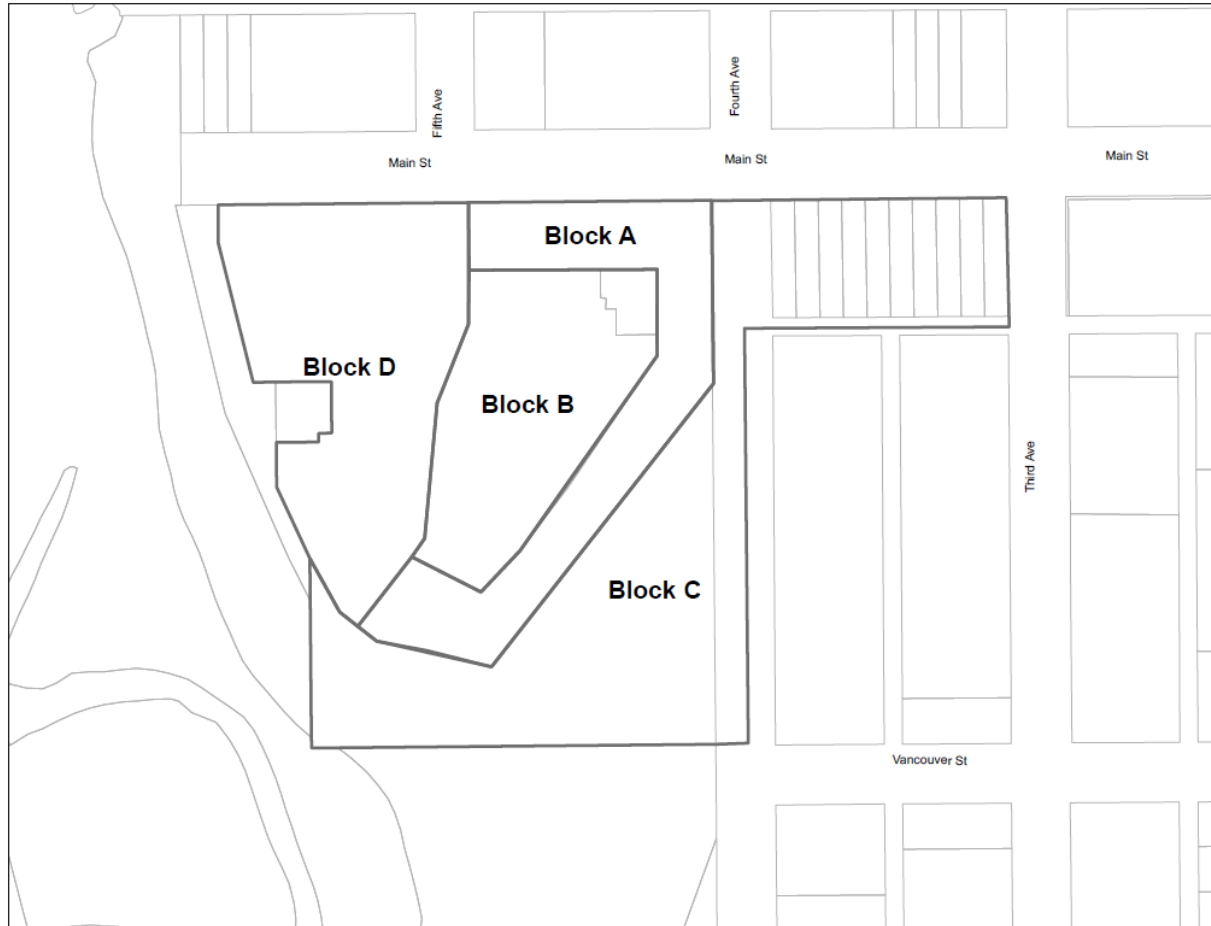 Fifth Ave
Fourth Ave
Main St
Main St
Main St
Block A
Block D
Block B
Third Ave
Block C
Vancouver St